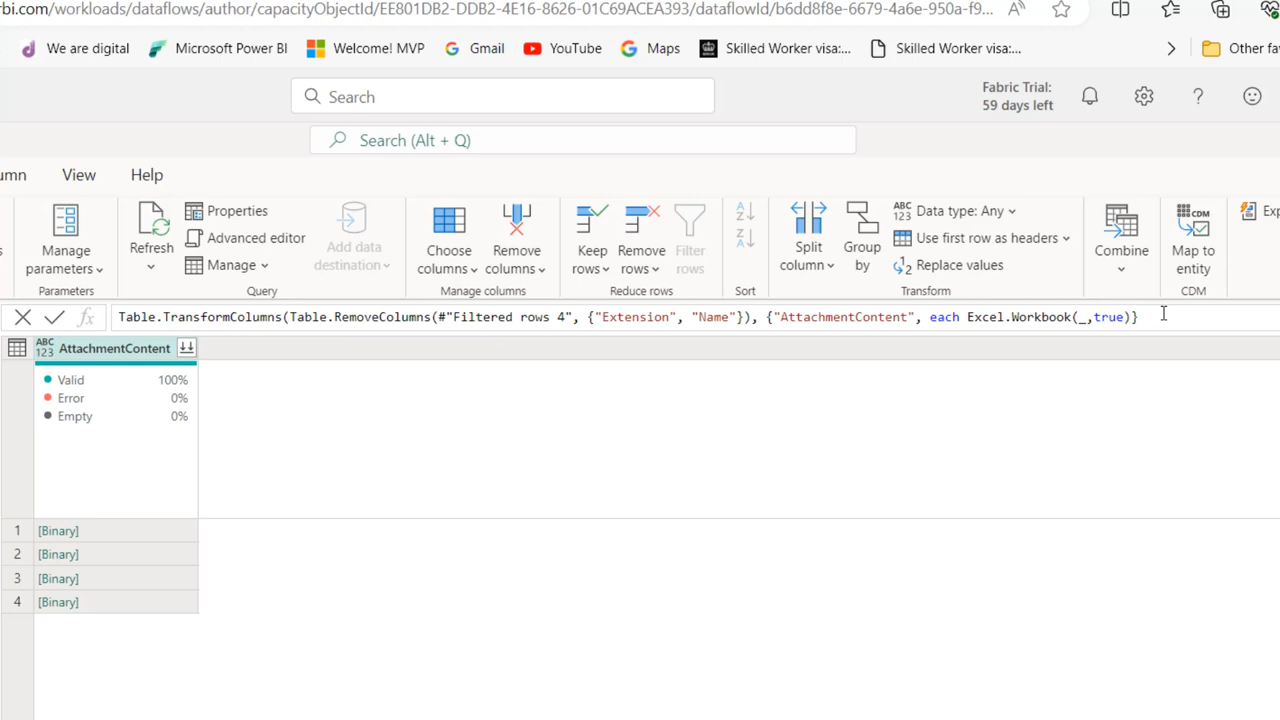 rbi.com/workloads/dataflows/author/capacityObjectId/EE801DB2-DDB2-4E16-8626-01C69ACEA393/dataflowId/b6dd8f8e-6679-4a6e-950a-f9...
We are digital Microsoft Power BI Welcome! MVP Gmail YouTube Maps Skilled Worker visa:... Skilled Worker visa:... Other fa
Search
Fabric Trial:
59 days left
Search (Alt + Q)
umn View Help
Manage
parameters
Parameters
Refresh
Properties
Advanced editor
Manage
Query
Add data
destination
Choose
columns
Remove
columns
Manage columns
Keep
rows
Remove
rows
Filter
rows
Reduce rows
Sort
Split
column
Group
by
Data type: Any
Use first row as headers
Replace values
Transform
Combine
Map to
entity
CDM
Exp
fx Table.TransformColumns(Table.RemoveColumns(#"Filtered rows 4", {"Extension", "Name"}), {"AttachmentContent", each Excel.Workbook(_,true)}
ABC
123
AttachmentContent
Valid 100%
Error 0%
Empty 0%
1 [Binary]
2 [Binary]
3 [Binary]
4 [Binary]